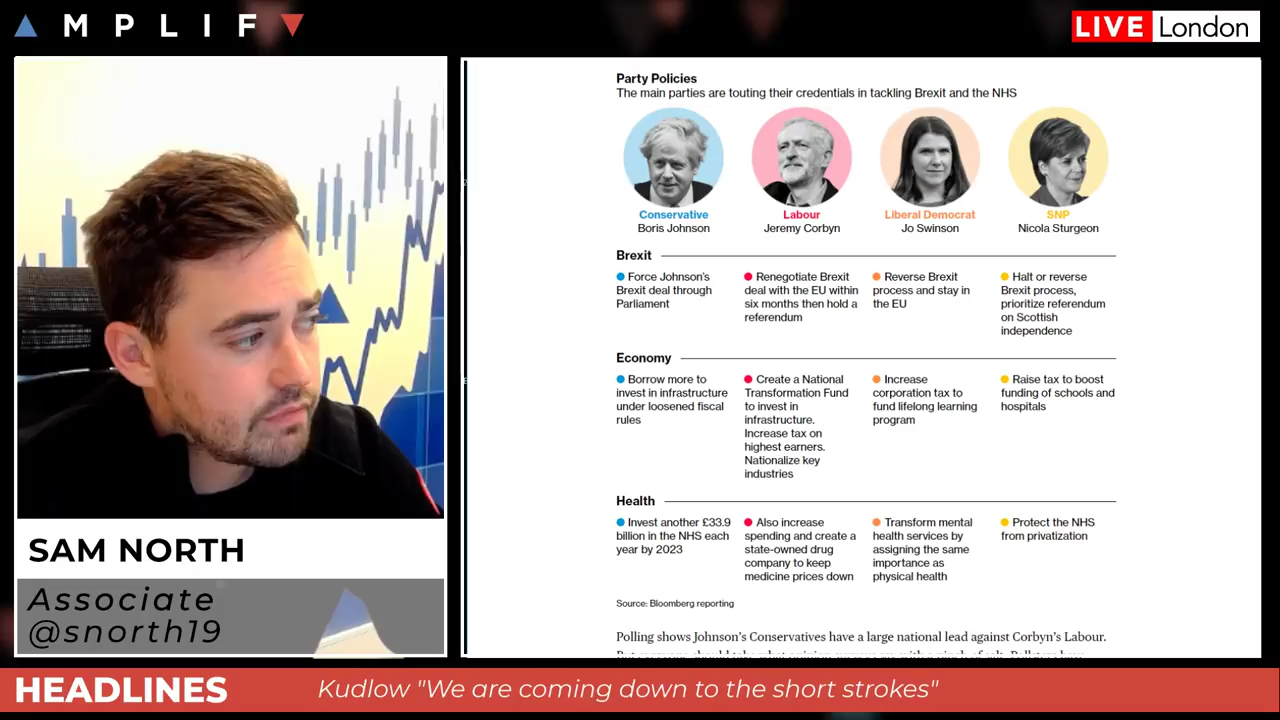 AMPLIFY
LIVE London
Party Policies
The main parties are touting their credentials in tackling Brexit and the NHS
Conservative
Boris Johnson
Labour
Jeremy Corbyn
Liberal Democrat
Jo Swinson
SNP
Nicola Sturgeon
Brexit
Force Johnson's
Brexit deal through
Parliament
Renegotiate Brexit
deal with the EU within
six months then hold a
referendum
Reverse Brexit
process and stay in
the EU
Halt or reverse
Brexit process,
prioritize referendum
on Scottish
independence
Economy
Borrow more to
invest in infrastructure
under loosened fiscal
rules
Create a National
Transformation Fund
to invest in
infrastructure.
Increase tax on
highest earners.
Nationalize key
industries
Increase
corporation tax to
fund lifelong learning
program
Raise tax to boost
funding of schools and
hospitals
Health
Invest another £33.9
billion in the NHS each
year by 2023
Also increase
spending and create a
state-owned drug
company to keep
medicine prices down
Transform mental
health services by
assigning the same
importance as
physical health
Protect the NHS
from privatization
Source: Bloomberg reporting
Polling shows Johnson's Conservatives have a large national lead against Corbyn's Labour.
SAM NORTH
Associate
@snorth19
HEADLINES
Kudlow "We are coming down to the short strokes"